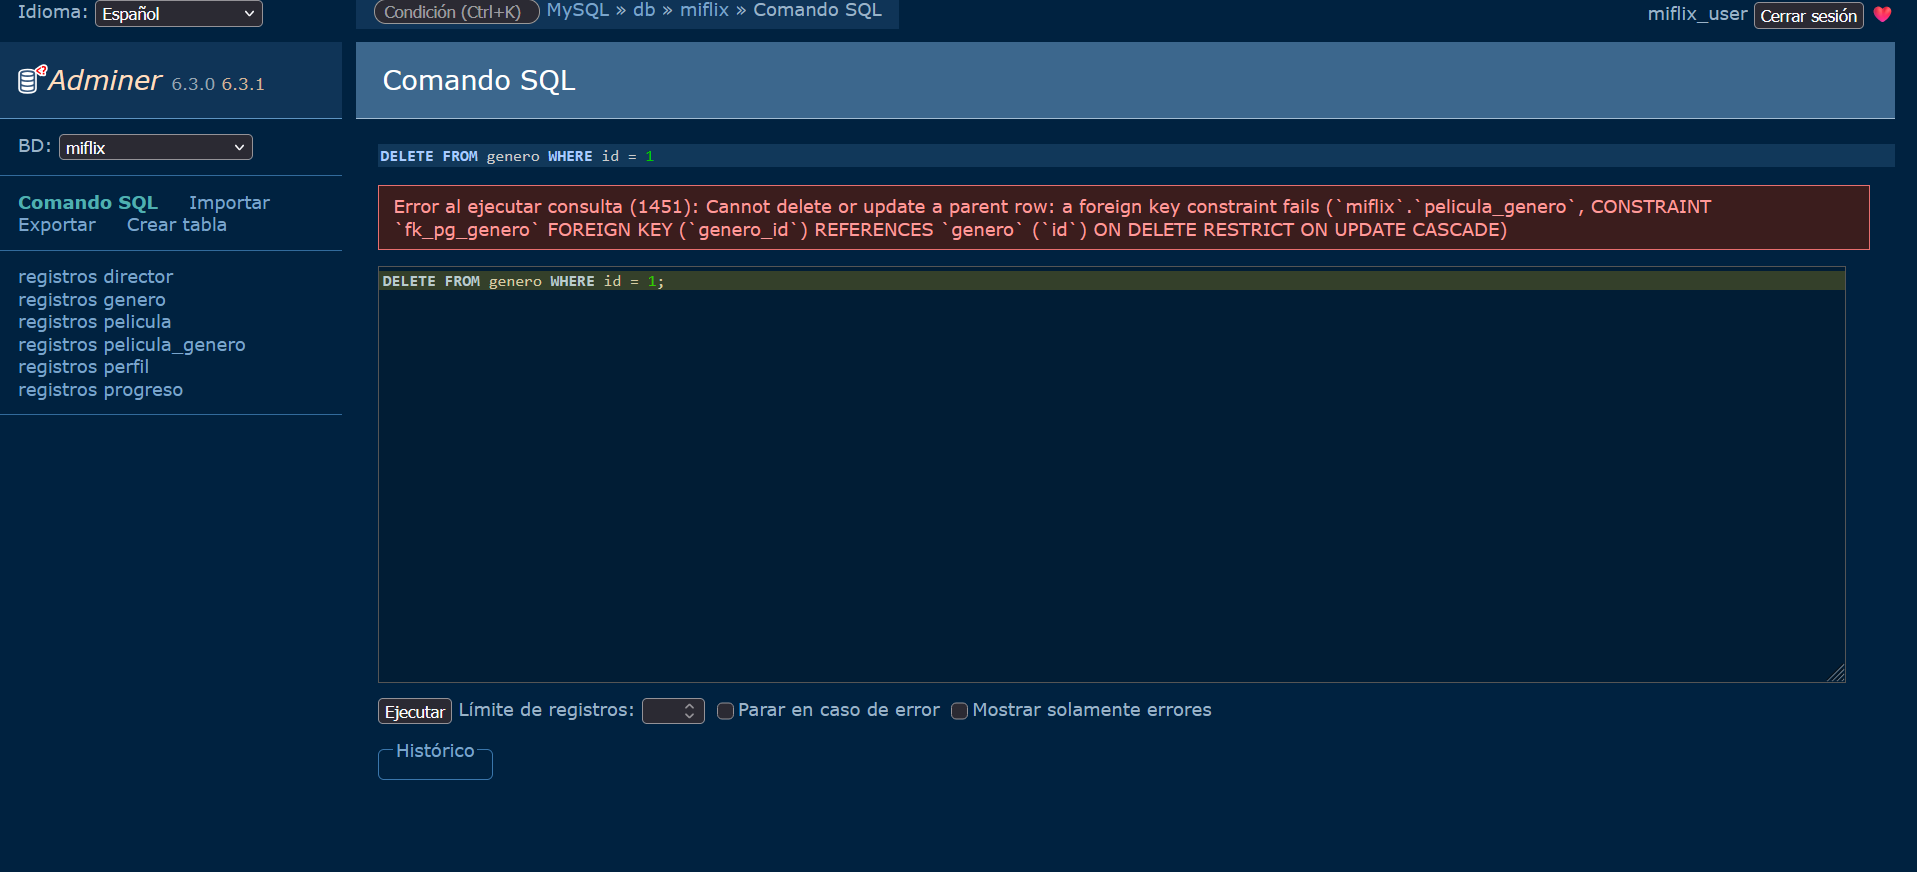 Idioma: Español
Condición (Ctrl+K) MySQL » db » miflix » Comando SQL
miflix_user Cerrar sesión
Adminer 6.3.0 6.3.1
Comando SQL
BD: miflix
Comando SQL Importar
Exportar Crear tabla
registros director
registros genero
registros pelicula
registros pelicula_genero
registros perfil
registros progreso
DELETE FROM genero WHERE id = 1
Error al ejecutar consulta (1451): Cannot delete or update a parent row: a foreign key constraint fails (`miflix`.`pelicula_genero`, CONSTRAINT
`fk_pg_genero` FOREIGN KEY (`genero_id`) REFERENCES `genero` (`id`) ON DELETE RESTRICT ON UPDATE CASCADE)
DELETE FROM genero WHERE id = 1;
Ejecutar Límite de registros: Parar en caso de error Mostrar solamente errores
Histórico